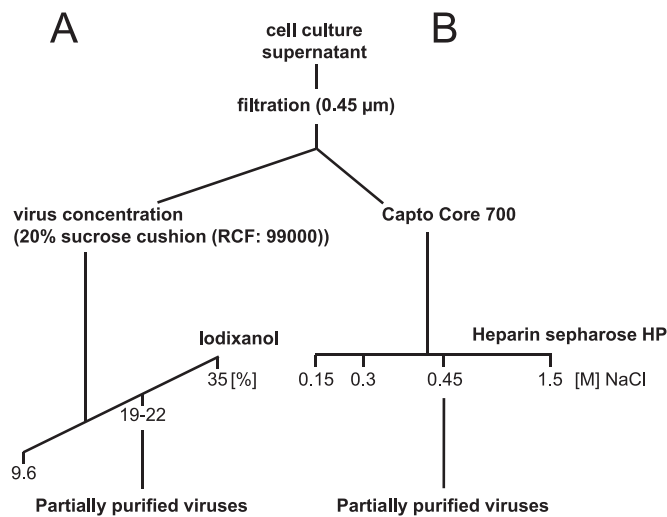 A
B
cell culture
supernatant
filtration (0.45 µm)
virus concentration
(20% sucrose cushion (RCF: 99000))
Capto Core 700
Iodixanol
35 [%]
19-22
9.6
Heparin sepharose HP
0.15 0.3 0.45 1.5 [M] NaCl
Partially purified viruses
Partially purified viruses